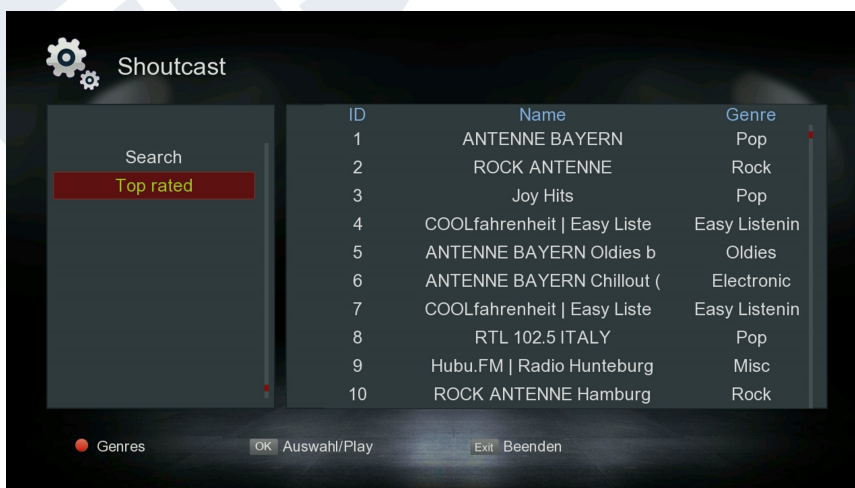 Shoutcast
Search
Top rated
ID Name Genre
1 ANTENNE BAYERN Pop
2 ROCK ANTENNE Rock
3 Joy Hits Pop
4 COOLfahrenheit | Easy Liste Easy Listenin
5 ANTENNE BAYERN Oldies b Oldies
6 ANTENNE BAYERN Chillout ( Electronic
7 COOLfahrenheit | Easy Liste Easy Listenin
8 RTL 102.5 ITALY Pop
9 Hubu.FM | Radio Hunteburg Misc
10 ROCK ANTENNE Hamburg Rock
Genres OK Auswahl/Play Exit Beenden